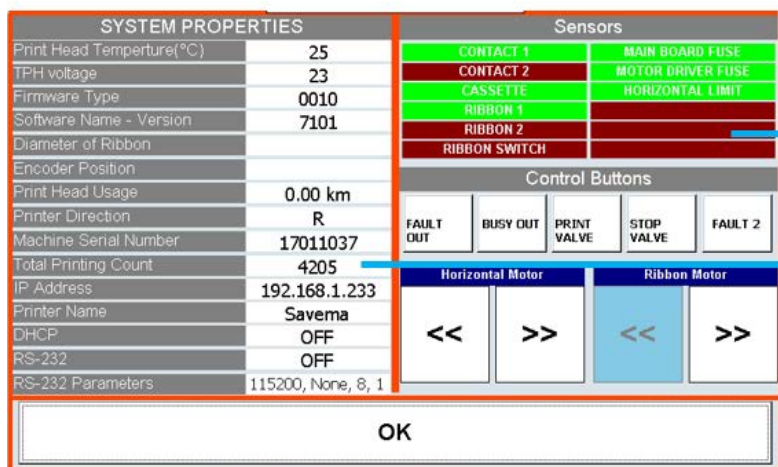 SYSTEM PROPERTIES
Print Head Temperture(°C) 25
TPH voltage 23
Firmware Type 0010
Software Name - Version 7101
Diameter of Ribbon
Encoder Position
Print Head Usage 0.00 km
Printer Direction R
Machine Serial Number 17011037
Total Printing Count 4205
IP Address 192.168.1.233
Printer Name Savema
DHCP OFF
RS-232 OFF
RS-232 Parameters 115200, None, 8, 1
Sensors
CONTACT 1 MAIN BOARD FUSE
CONTACT 2 MOTOR DRIVER FUSE
CASSETTE HORIZONTAL LIMIT
RIBBON 1
RIBBON 2
RIBBON SWITCH
Control Buttons
FAULT OUT BUSY OUT PRINT VALVE STOP VALVE FAULT 2
Horizontal Motor Ribbon Motor
<< >> << >>
OK